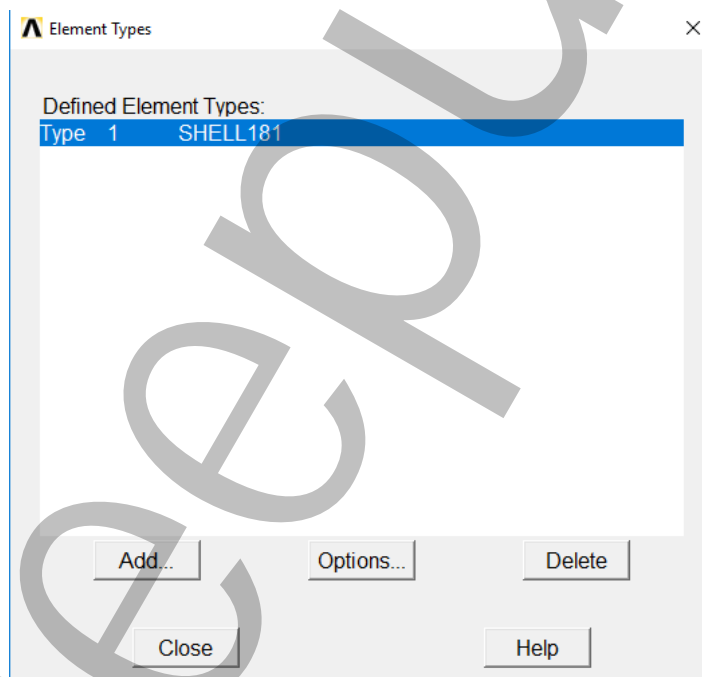 Element Types
Defined Element Types:
Type 1 SHELL181
Add... Options... Delete
Close Help